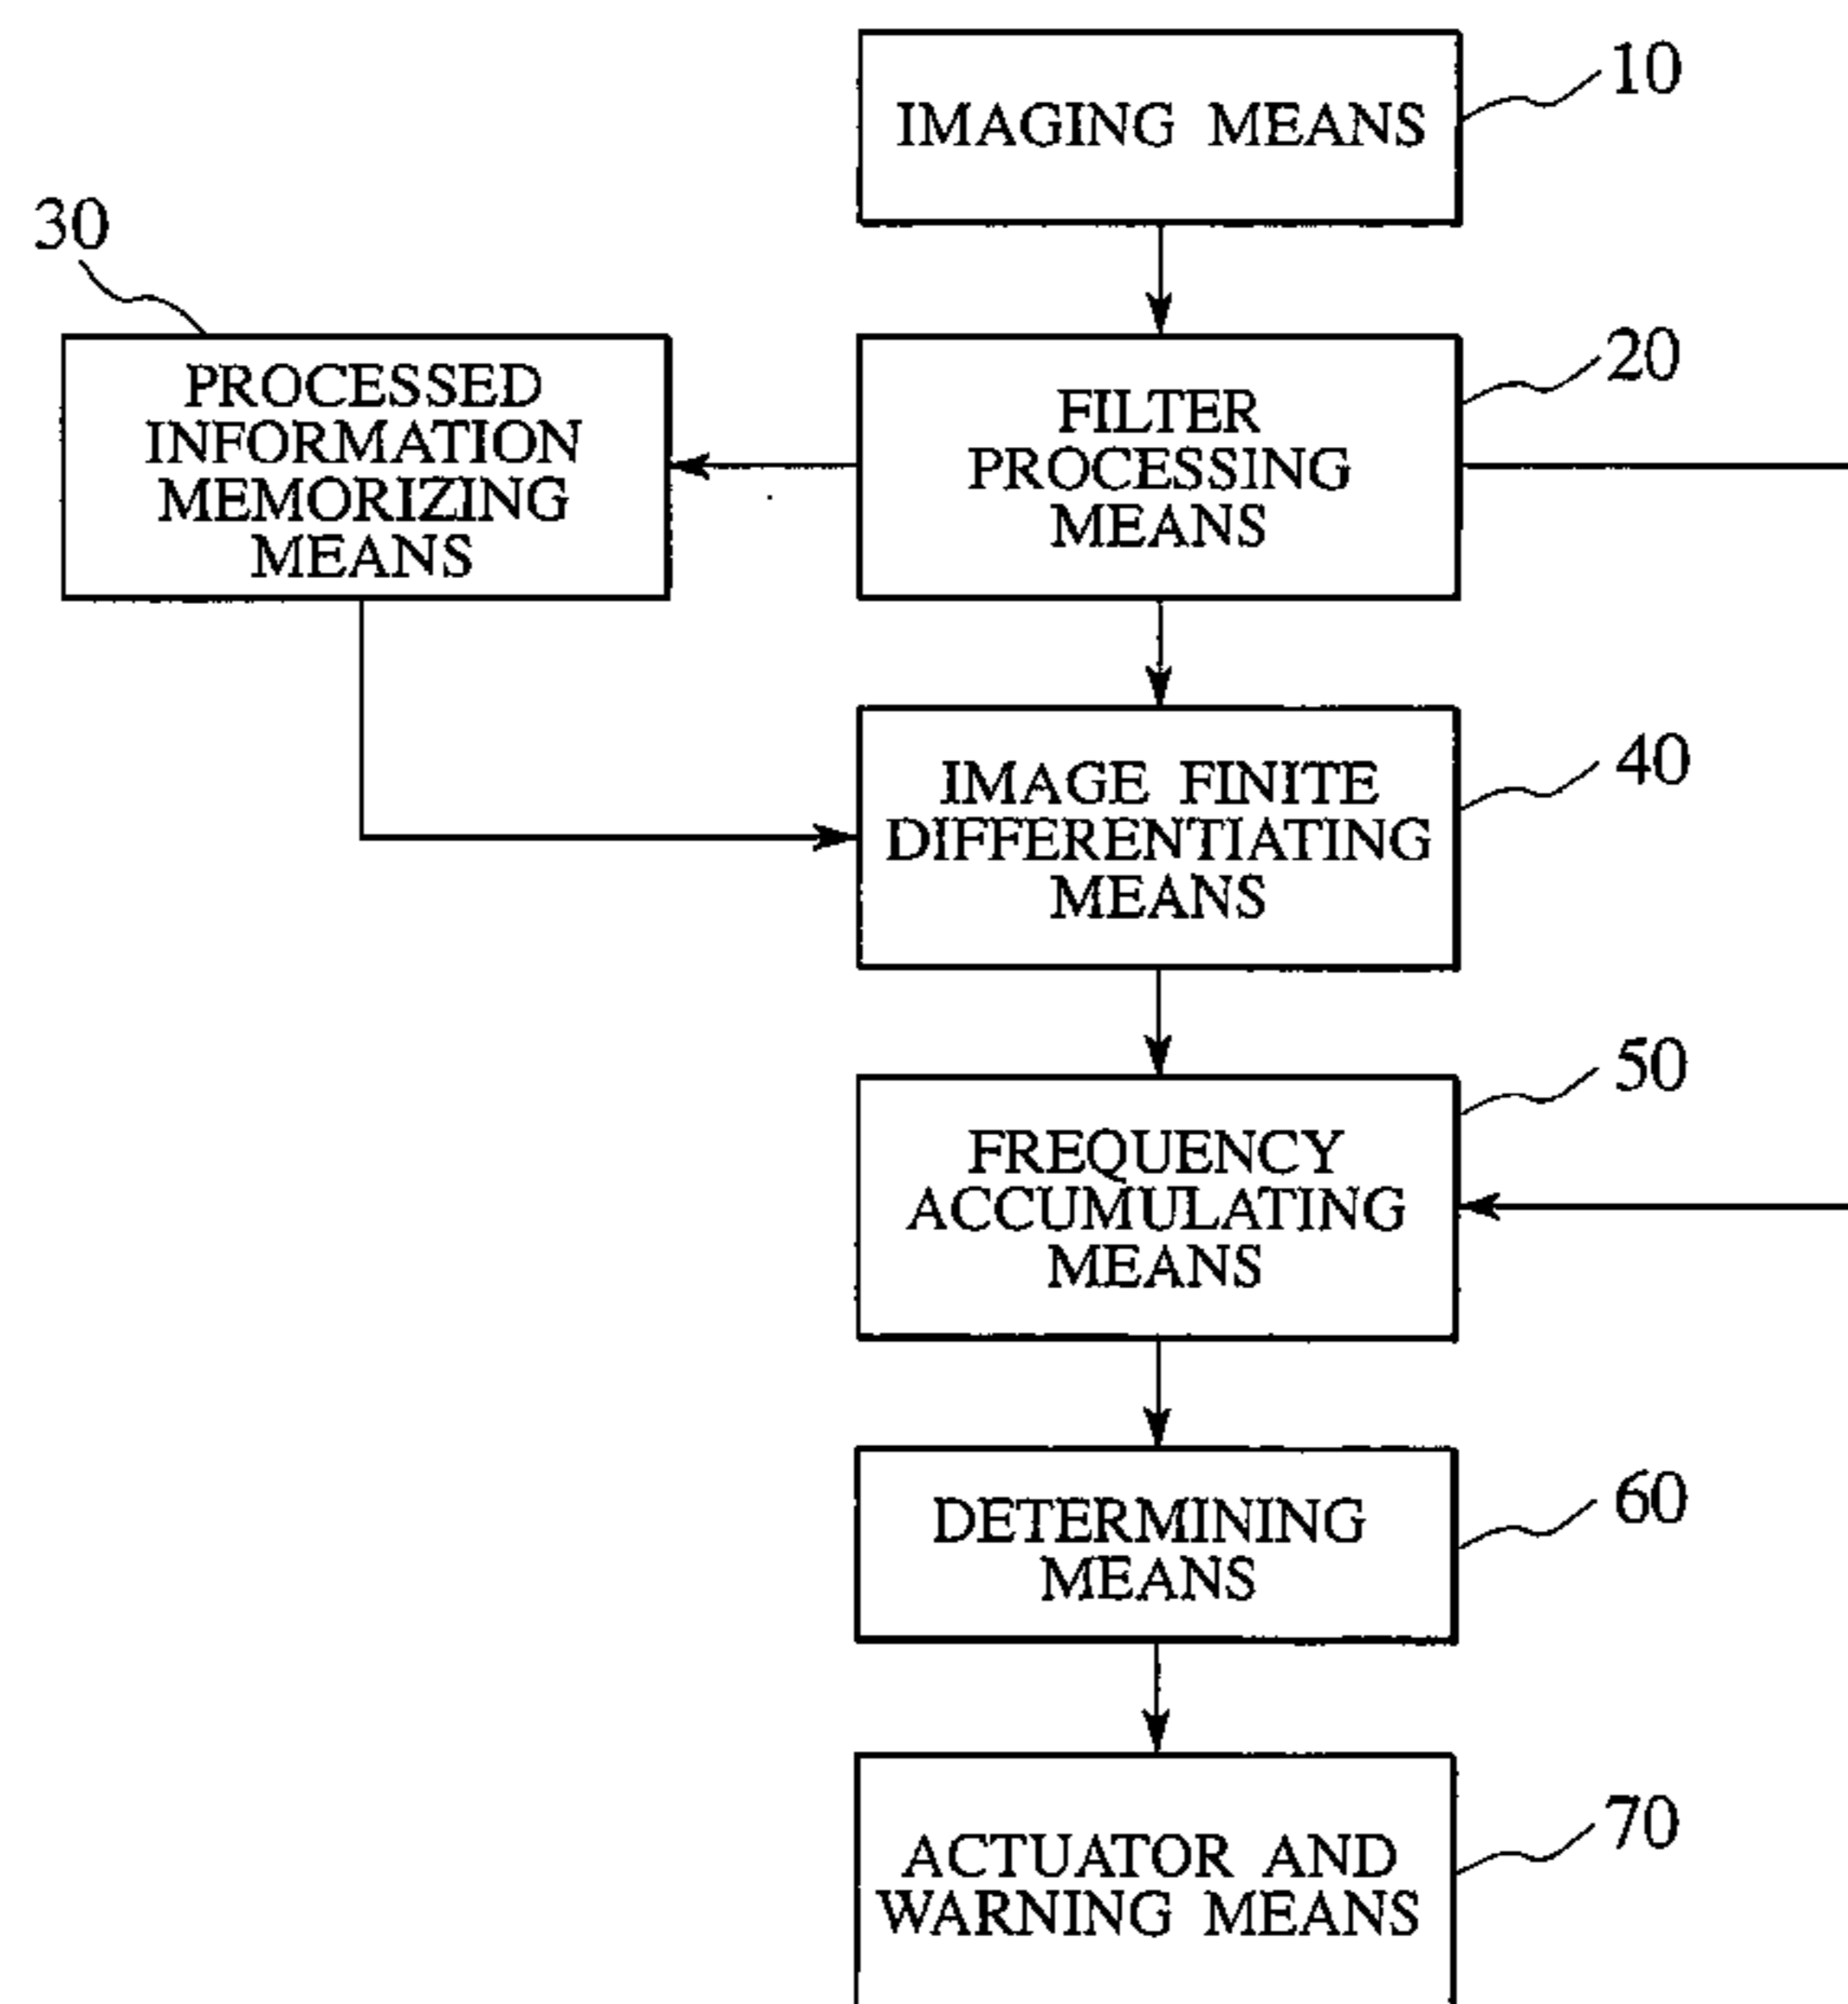 10
IMAGING MEANS
30
20
PROCESSED
INFORMATION
MEMORIZING
MEANS
FILTER
PROCESSING
MEANS
40
IMAGE FINITE
DIFFERENTIATING
MEANS
50
FREQUENCY
ACCUMULATING
MEANS
60
DETERMINING
MEANS
70
ACTUATOR AND
WARNING MEANS